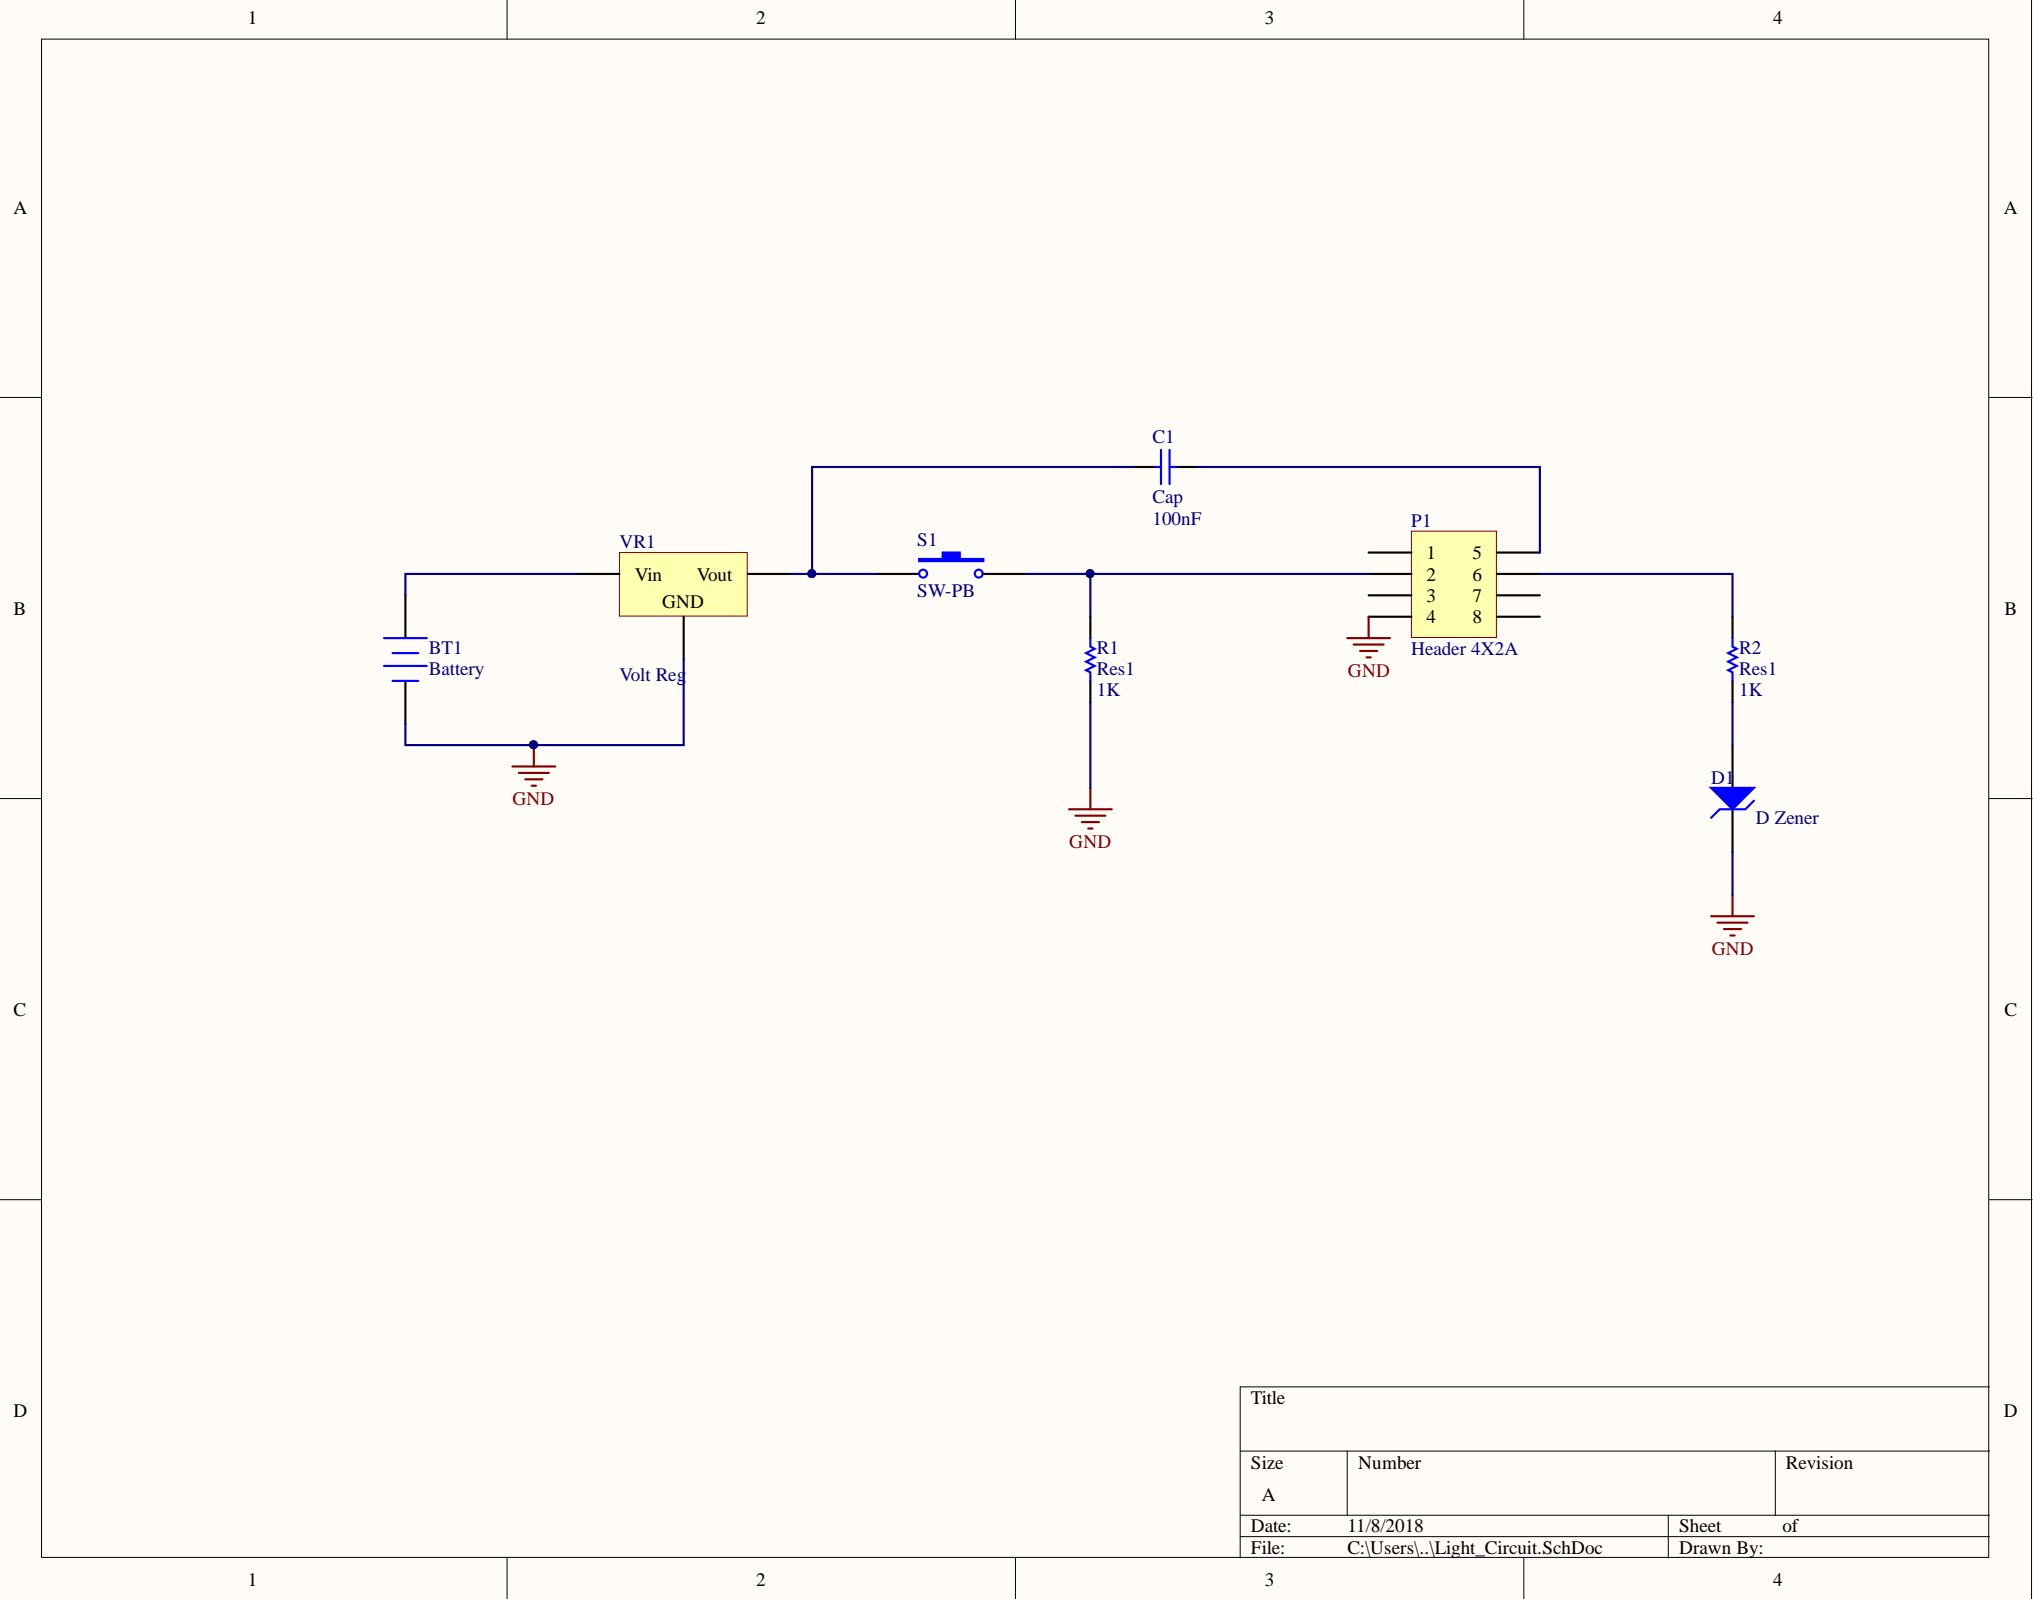 1 2 3 4
A A
C1
Cap
100nF
P1
S1
VR1
1 5
Vin Vout
2 6
SW-PB
3 7
B B
GND
4 8
BT1
R1
Header 4X2A
R2
Battery
Volt Reg
Res1
GND
Res1
1K
1K
D1
GND
D Zener
GND
GND
C C
Title
D D
Size Number Revision
A
Date: 11/8/2018 Sheet of
File: C:\Users\..\Light_Circuit.SchDoc Drawn By:
1 2 3 4